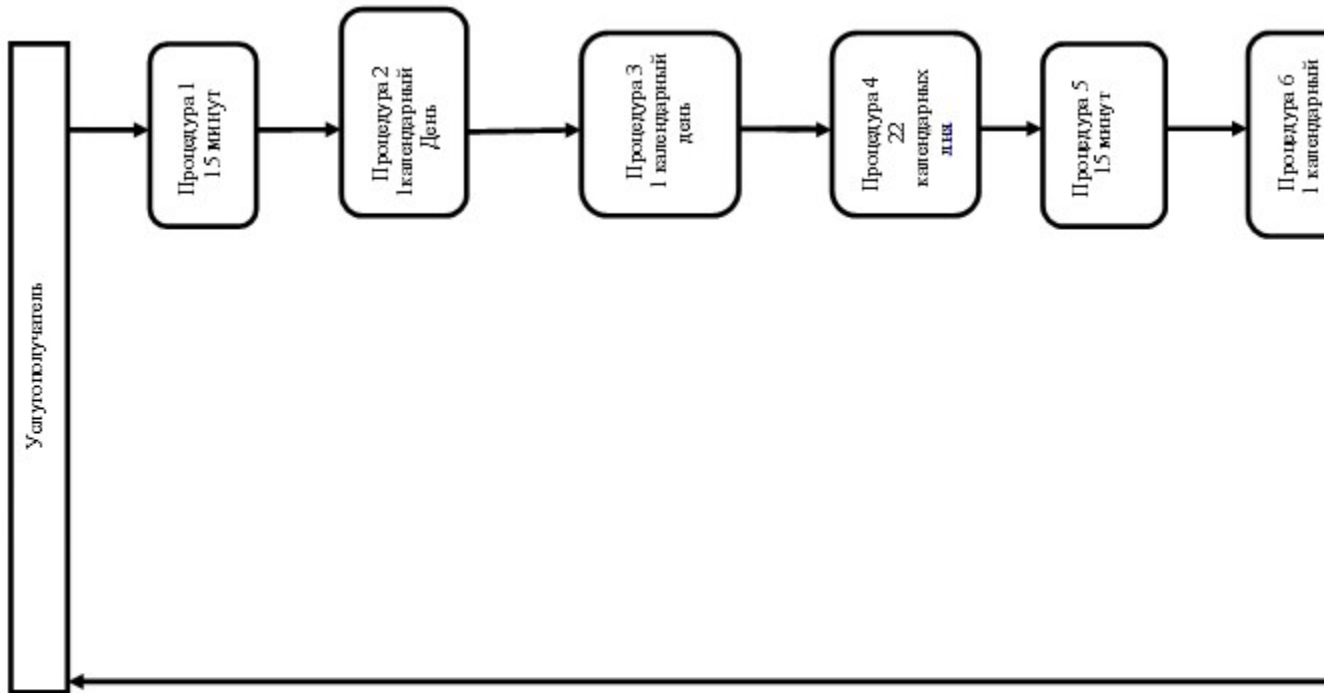 Услугополучатель
Процедура 1
15 минут
Процедура 2
1календарный
День
Процедура 3
1 календарный
день
Процедура 4
22
календарных
дня
Процедура 5
15 минут
Процедура 6
1 календарный